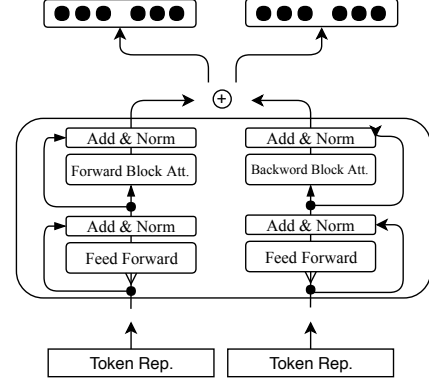 +
Add & Norm
Add & Norm
Forward Block Att.
Backword Block Att.
Add & Norm
Add & Norm
Feed Forward
Feed Forward
Token Rep.
Token Rep.